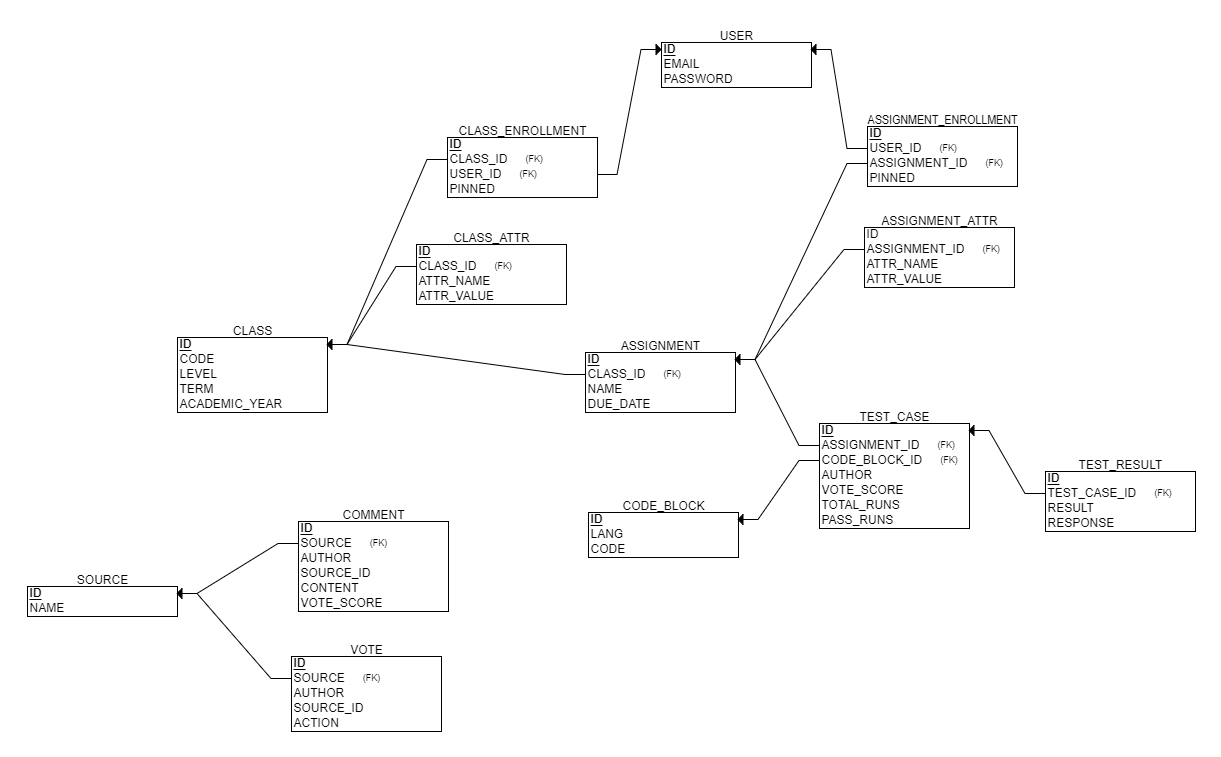 USER
ID
EMAIL
PASSWORD
ASSIGNMENT_ENROLLMENT
ID
USER_ID (FK)
ASSIGNMENT_ID (FK)
PINNED
CLASS_ENROLLMENT
ID
CLASS_ID (FK)
USER_ID (FK)
PINNED
ASSIGNMENT_ATTR
ID
ASSIGNMENT_ID (FK)
ATTR_NAME
ATTR_VALUE
CLASS_ATTR
ID
CLASS_ID (FK)
ATTR_NAME
ATTR_VALUE
CLASS
ID
CODE
LEVEL
TERM
ACADEMIC_YEAR
ASSIGNMENT
ID
CLASS_ID (FK)
NAME
DUE_DATE
TEST_CASE
ID
ASSIGNMENT_ID (FK)
CODE_BLOCK_ID (FK)
AUTHOR
VOTE_SCORE
TOTAL_RUNS
PASS_RUNS
TEST_RESULT
ID
TEST_CASE_ID (FK)
RESULT
RESPONSE
CODE_BLOCK
ID
LANG
CODE
COMMENT
ID
SOURCE (FK)
AUTHOR
SOURCE_ID
CONTENT
VOTE_SCORE
SOURCE
ID
NAME
VOTE
ID
SOURCE (FK)
AUTHOR
SOURCE_ID
ACTION